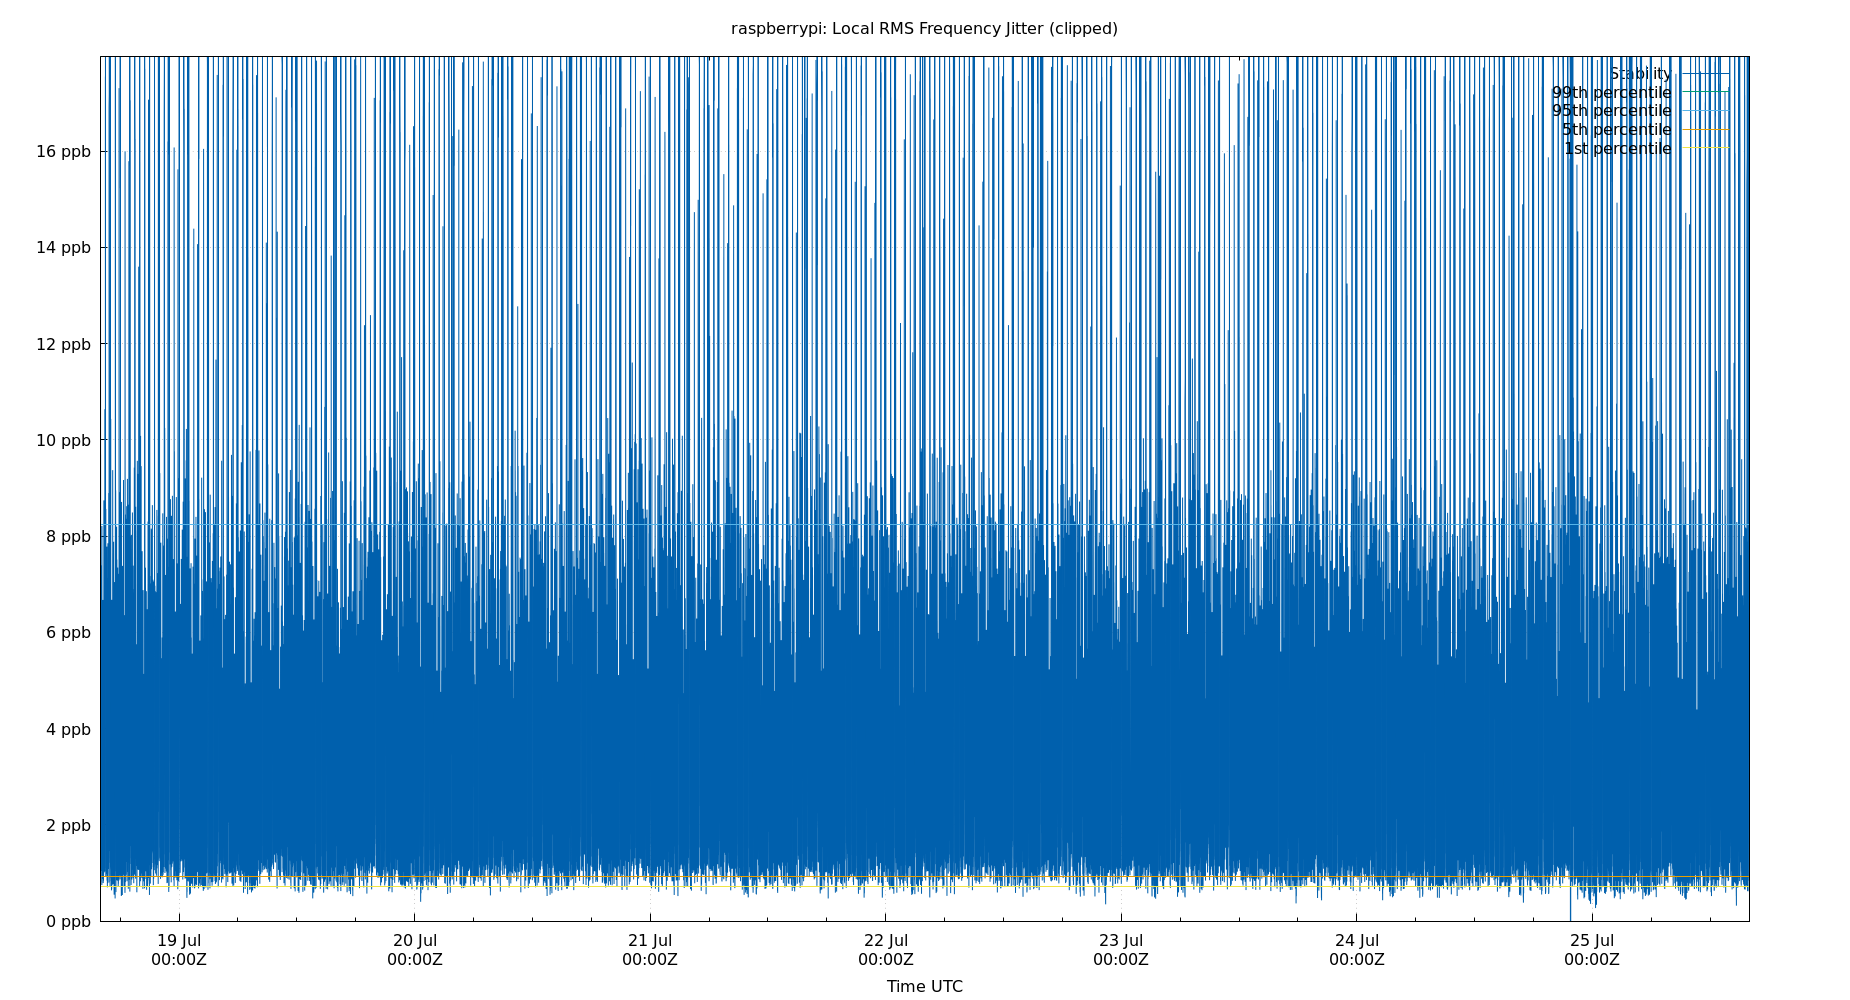 raspberrypi: Local RMS Frequency Jitter (clipped)
Stability
99th percentile
95th percentile
5th percentile
1st percentile
16 ppb
14 ppb
12 ppb
10 ppb
8 ppb
6 ppb
4 ppb
2 ppb
0 ppb
19 Jul 20 Jul 21 Jul 22 Jul 23 Jul 24 Jul 25 Jul
00:00Z 00:00Z 00:00Z 00:00Z 00:00Z 00:00Z 00:00Z
Time UTC